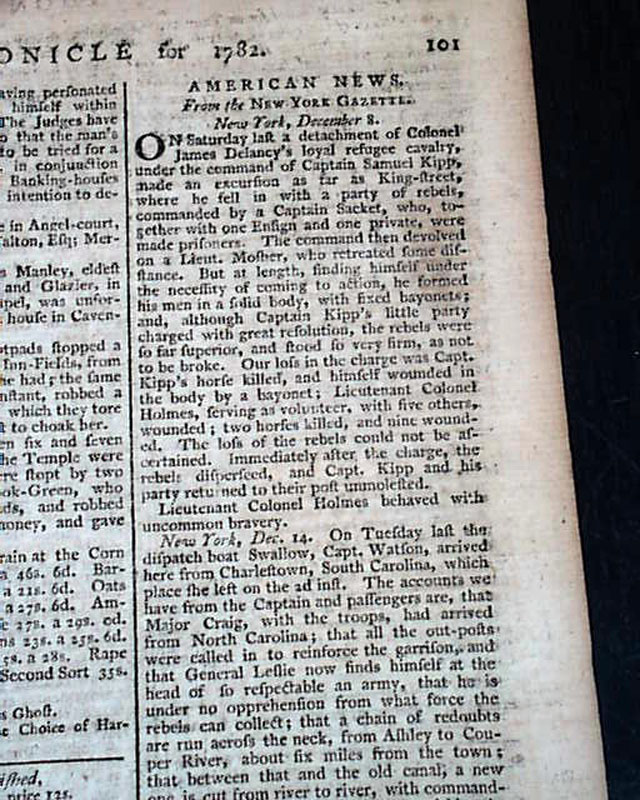 ONICLE for 1782. 101
aving personated
himself within
The Judges have
that the man's
to be tried for a
in conjunction
Banking-houses
intention to de-
e in Angel-court,
alton, Esq; Mer-
s Manley, eldest
and Glazier, in
pel, was unfor-
house in Caven-
otpads stopped a
Inn-Fields, from
he had; the same
nstant, robbed a
which they tore
t to choak her.
en six and seven
he Temple were
re stopt by two
ok-Green, who
ds, and robbed
money, and gave
rain at the Corn
a 46s. 6d. Bar-
a 21s. 6d. Oats
a 27s. 6d. Am-
27s. a 29s. od.
ns 23s. a 25s. 6d.
5s. a 28s. Rape
Second Sort 35s.
s Ghost.
Choice of Har-
ished,
price 12s.
AMERICAN NEWS.
From the NEW YORK GAZETTE.
New York, December 8.
ON Saturday laſt a detachment of Colonel
James Delancy's loyal refugee cavalry,
under the command of Captain Samuel Kipp,
made an excurſion as far as King-ſtreet,
where he fell in with a party of rebels,
commanded by a Captain Sacket, who, to-
gether with one Enſign and one private, were
made priſoners. The command then devolved
on a Lieut. Moſher, who retreated ſome diſ-
ſtance. But at length, finding himſelf under
the neceſſity of coming to action, he formed
his men in a ſolid body, with fixed bayonets;
and, although Captain Kipp's little party
charged with great reſolution, the rebels were
ſo far ſuperior, and ſtood ſo very firm, as not
to be broke. Our loſs in the charge was Capt.
Kipp's horſe killed, and himſelf wounded in
the body by a bayonet; Lieutenant Colonel
Holmes, ſerving as volunteer, with five others,
wounded; two horſes killed, and nine wound-
ed. The loſs of the rebels could not be aſ-
certained. Immediately after the charge, the
rebels diſperſeed, and Capt. Kipp and his
party retu ned to their poſt unmoleſted.
Lieutenant Colonel Holmes behaved with
uncommon bravery.
New York, Dec. 14. On Tueſday laſt the
diſpatch boat Swallow, Capt. Watſon, arrived
here from Charleſtown, South Carolina, which
place ſhe left on the 2d inſt. The accounts we
have from the Captain and paſſengers are, that
Major Craig, with the troops, had arrived
from North Carolina; that all the out-poſts
were called in to reinforce the garriſon, and
that General Leſlie now finds himſelf at the
head of ſo reſpectable an army, that he is
under no opprehenſion from what force the
rebels can collect; that a chain of redoubts
are run acroſs the neck, from Aſhley to Cou-
per River, about ſix miles from the town;
that between that and the old canal, a new
one is cut from river to river, with command-